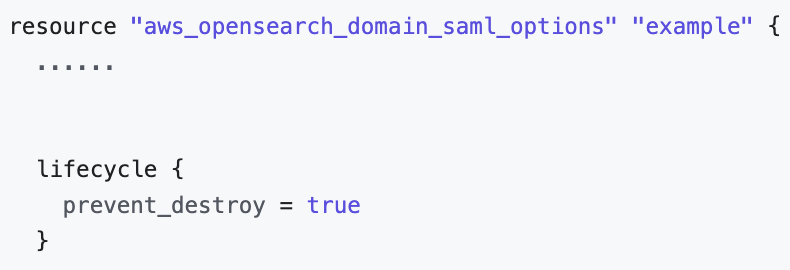 resource "aws_opensearch_domain_saml_options" "example" {
......
lifecycle {
prevent_destroy = true
}